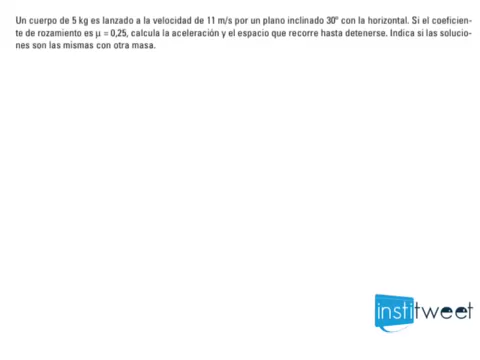 Un cuerpo de 5 kg es lanzado a la velocidad de 11 m/s por un plano inclinado 30º con la horizontal. Si el coeficien-
te de rozamiento es μ = 0,25, calcula la aceleración y el espacio que recorre hasta detenerse. Indica si las solucio-
nes son las mismas con otra masa.
institweet